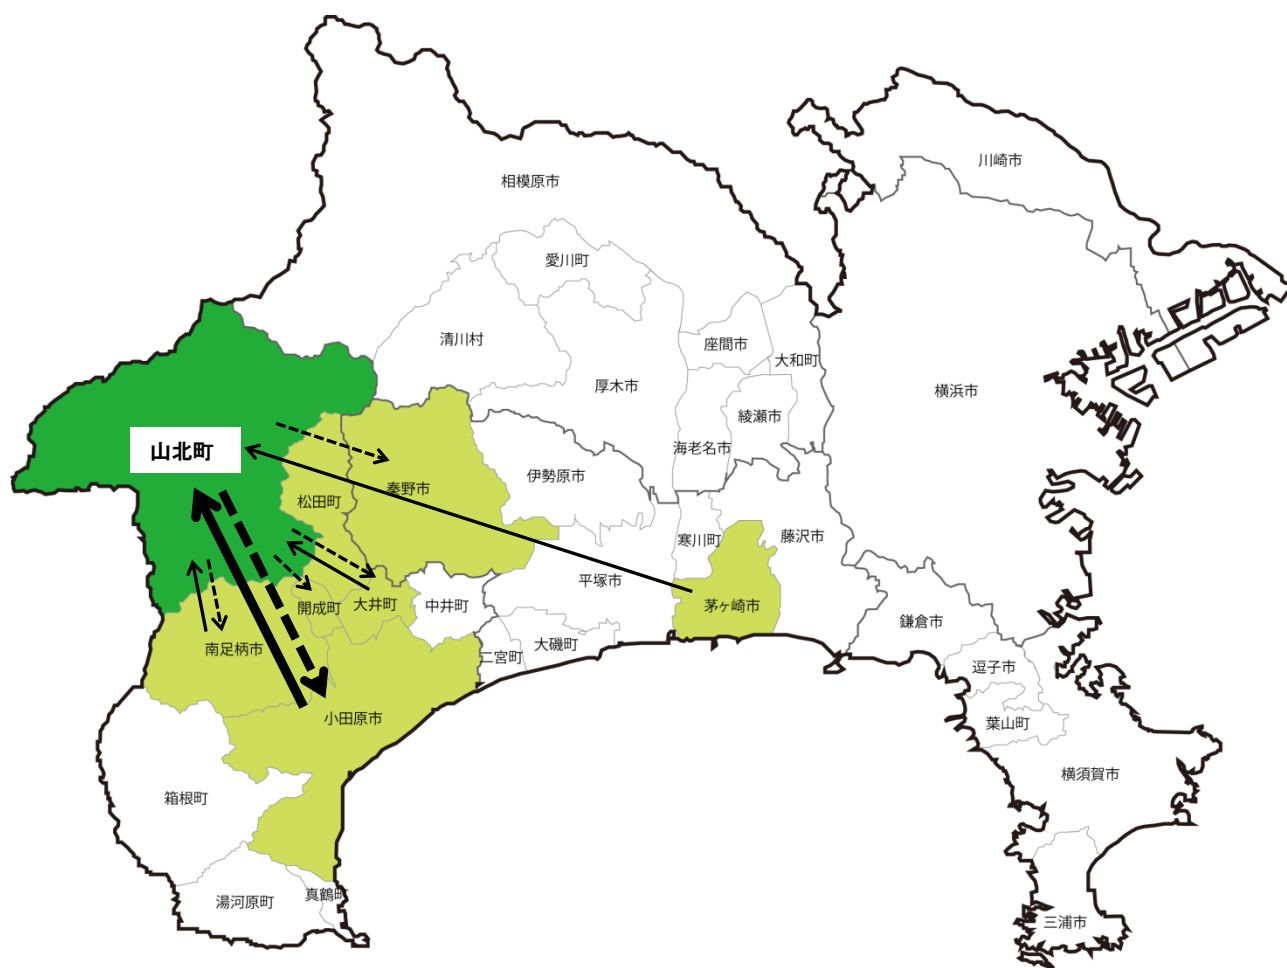 川崎市
相模原市
愛川町
清川村
座間市
大和町
厚木市
横浜市
綾瀬市
山北町
海老名市
伊勢原市
秦野市
松田町
藤沢市
寒川町
平塚市
開成町
大井町
中井町
茅ヶ崎市
鎌倉市
南足柄市
大磯町
二宮町
逗子市
小田原市
葉山町
横須賀市
箱根町
真鶴町
湯河原町
三浦市